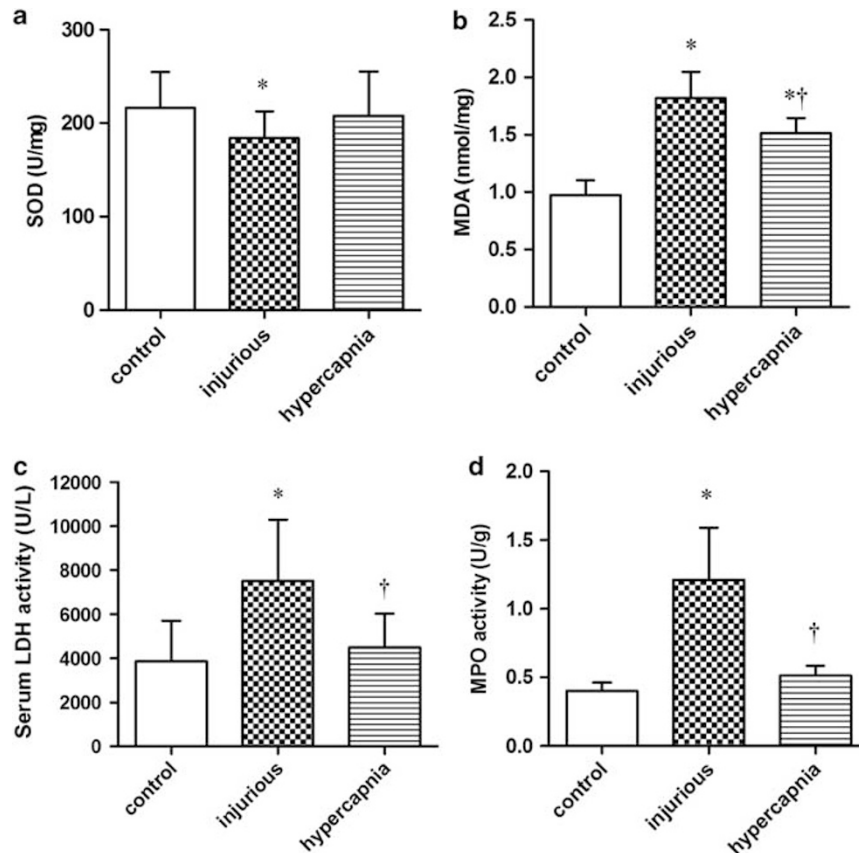 a
SOD (U/mg)
300
200
100
0
*
control
injurious
hypercapnia
b
MDA (nmol/mg)
2.5
2.0
1.5
1.0
0.5
0.0
*
*†
control
injurious
hypercapnia
c
Serum LDH activity (U/L)
12000
10000
8000
6000
4000
2000
0
*
†
control
injurious
hypercapnia
d
MPO activity (U/g)
2.0
1.5
1.0
0.5
0.0
*
†
control
injurious
hypercapnia